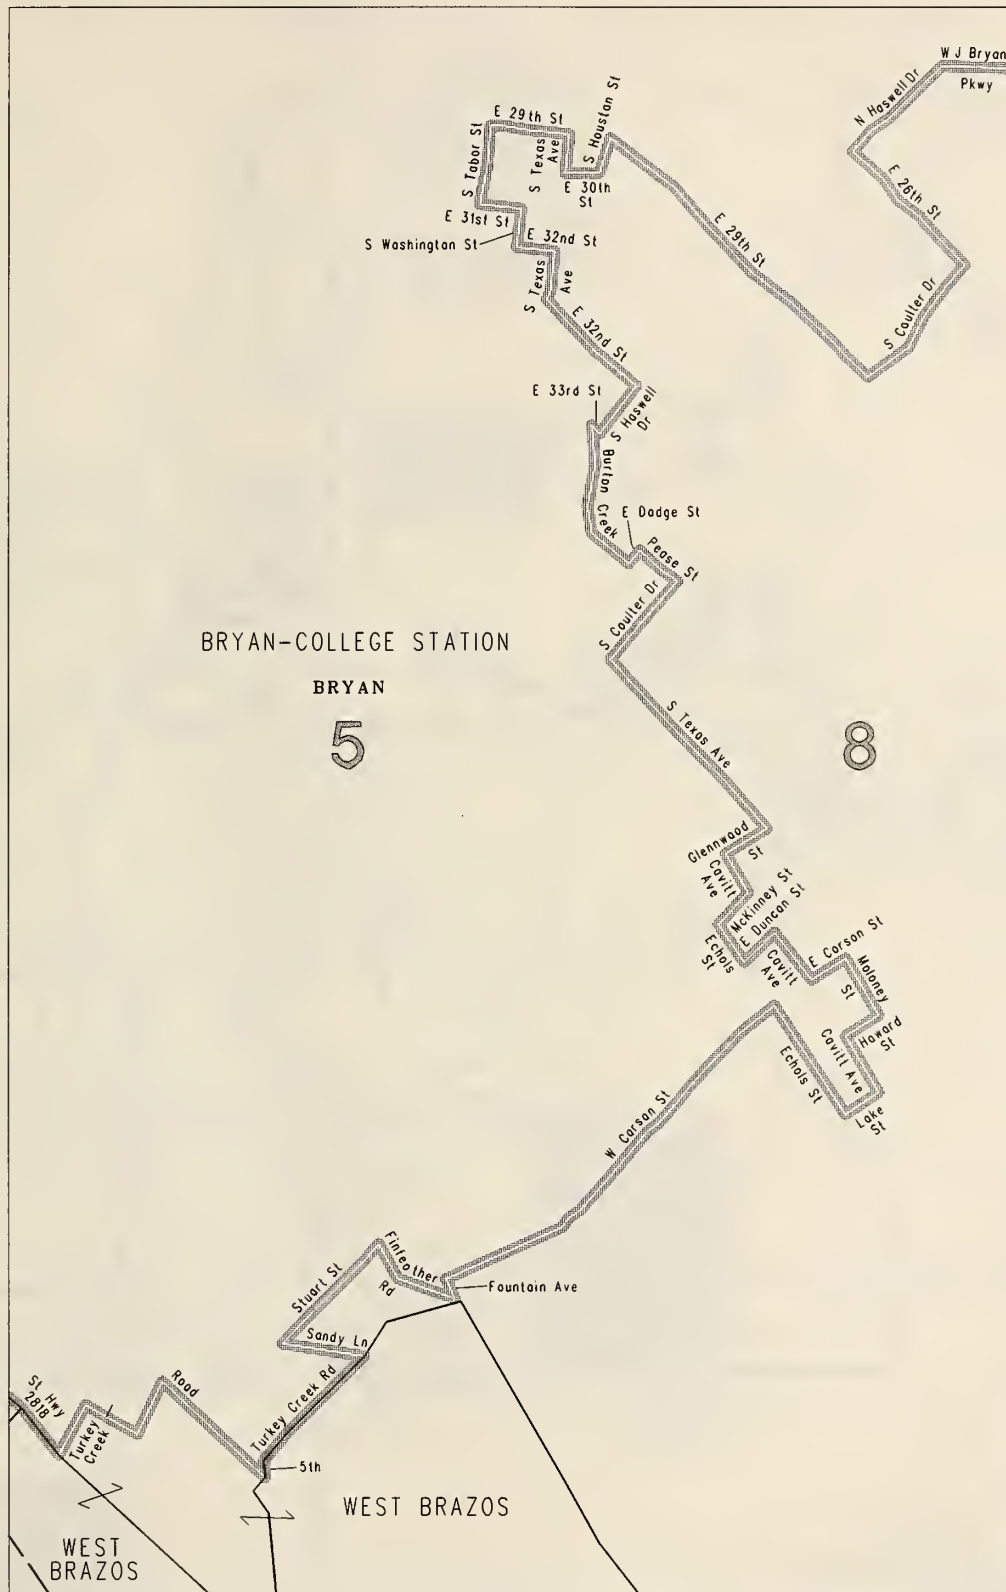 W J Bryan
Pkwy
N Haswell Dr
E 26th St
S Coulter Dr
E 29th St
S Houston St
E 30th
St
S Texas
Ave
E 29th St
S Tabor St
E 31st St
S Washington St
E 32nd St
S Texas
Ave
E 32nd St
S Haswell
Dr
E 33rd St
Burton Creek
E Dodge St
Pease St
S Coulter Dr
BRYAN-COLLEGE STATION
BRYAN
5
8
S Texas Ave
Glennwood
St
Cavitt
Ave
McKinney St
Echols
St
E Duncan St
Cavitt
Ave
E Carson St
Moloney
St
Howard
St
Cavitt Ave
Lake
St
Echols St
W Carson St
Fountain Ave
Finfeather
Rd
Stuart St
Sandy Ln
Turkey Creek Rd
5th
Road
Turkey
Creek
St Hwy
2818
WEST BRAZOS
WEST
BRAZOS